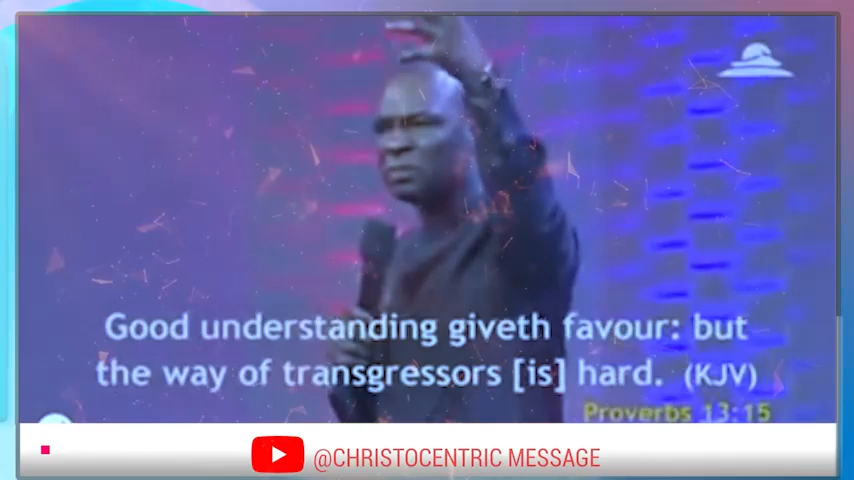 Good understanding giveth favour: but
the way of transgressors [is] hard. (KJV)
Proverbs 13:15
@CHRISTOCENTRIC MESSAGE